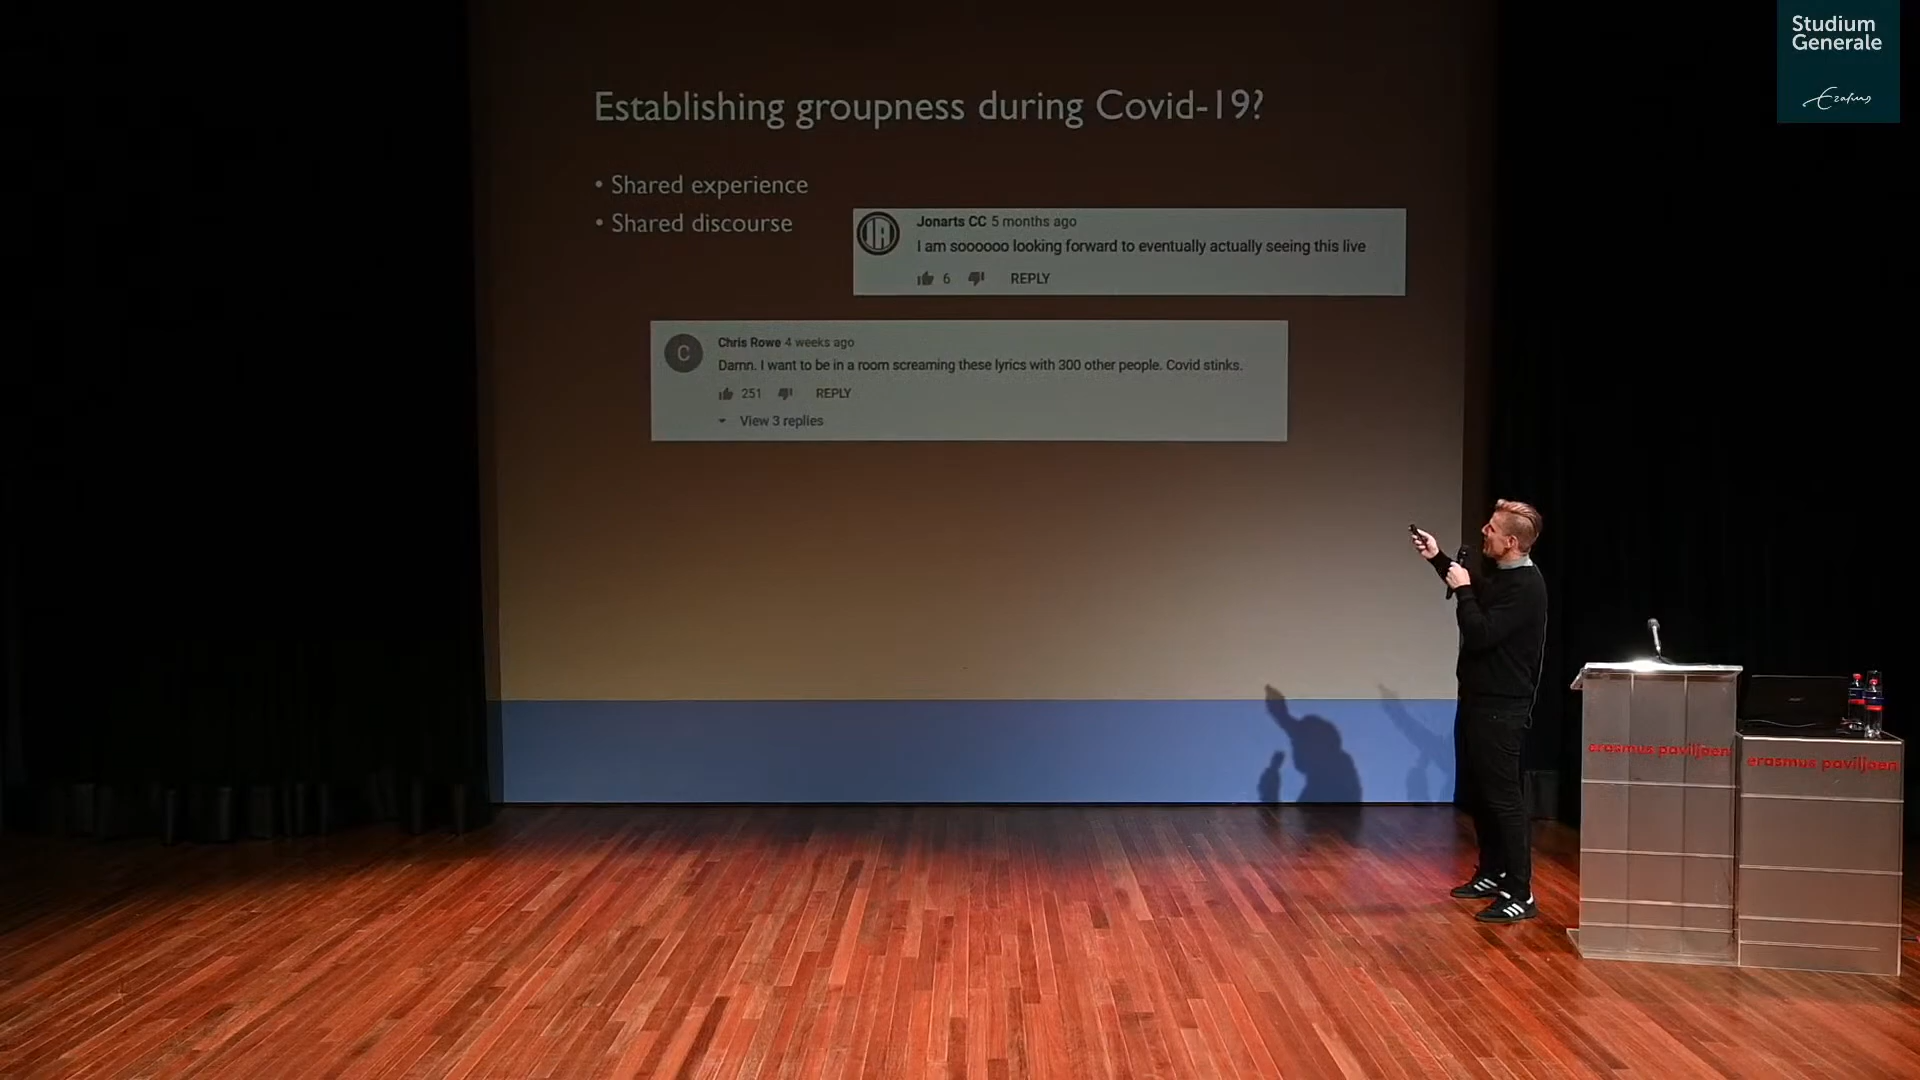 Studium
Generale
Erasmus
Establishing groupness during Covid-19?
• Shared experience
• Shared discourse
Jonarts CC 5 months ago
I am soooooo looking forward to eventually actually seeing this live
6 REPLY
C
Chris Rowe 4 weeks ago
Damn. I want to be in a room screaming these lyrics with 300 other people. Covid stinks.
251 REPLY
View 3 replies
erasmus paviljoen
erasmus paviljoen